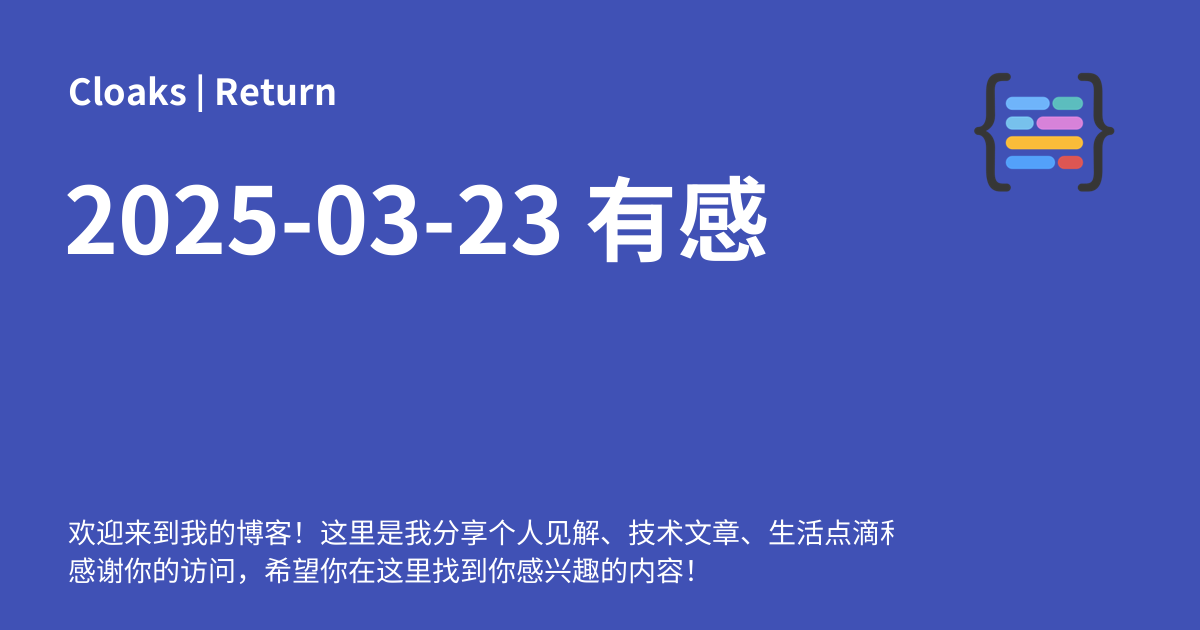 Cloaks | Return
2025-03-23 有感
欢迎来到我的博客！这里是我分享个人见解、技术文章、生活点滴
感谢你的访问，希望你在这里找到你感兴趣的内容！